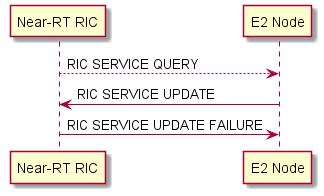 Near-RT RIC E2 Node
RIC SERVICE QUERY
RIC SERVICE UPDATE
RIC SERVICE UPDATE FAILURE
Near-RT RIC E2 Node